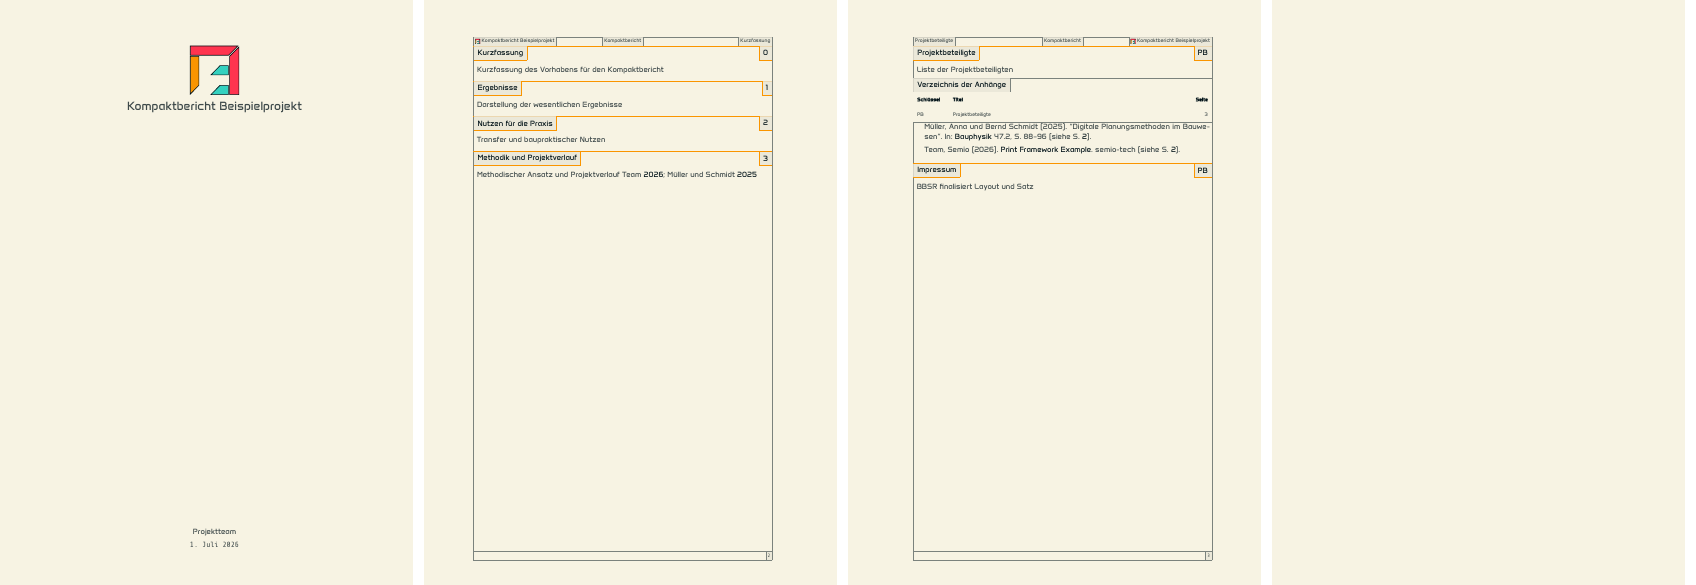 Kompaktbericht Beispielprojekt
Projektteam
1. Juli 2026
Kompaktbericht Beispielprojekt Kompaktbericht Kurzfassung
Kurzfassung 0
Kurzfassung des Vorhabens für den Kompaktbericht
Ergebnisse 1
Darstellung der wesentlichen Ergebnisse
Nutzen für die Praxis 2
Transfer und baupraktischer Nutzen
Methodik und Projektverlauf 3
Methodischer Ansatz und Projektverlauf Team 2026; Müller und Schmidt 2025
2
Projektbeteiligte Kompaktbericht Kompaktbericht Beispielprojekt
Projektbeteiligte PB
Liste der Projektbeteiligten
Verzeichnis der Anhänge
Schlüssel Titel Seite
PB Projektbeteiligte 3
Müller, Anna und Bernd Schmidt (2025). "Digitale Planungsmethoden im Bauwe-
sen". In: Bauphysik 47.2, S. 88-96 (siehe S. 2).
Team, Semio (2026). Print Framework Example. semio-tech (siehe S. 2).
Impressum PB
BBSR finalisiert Layout und Satz